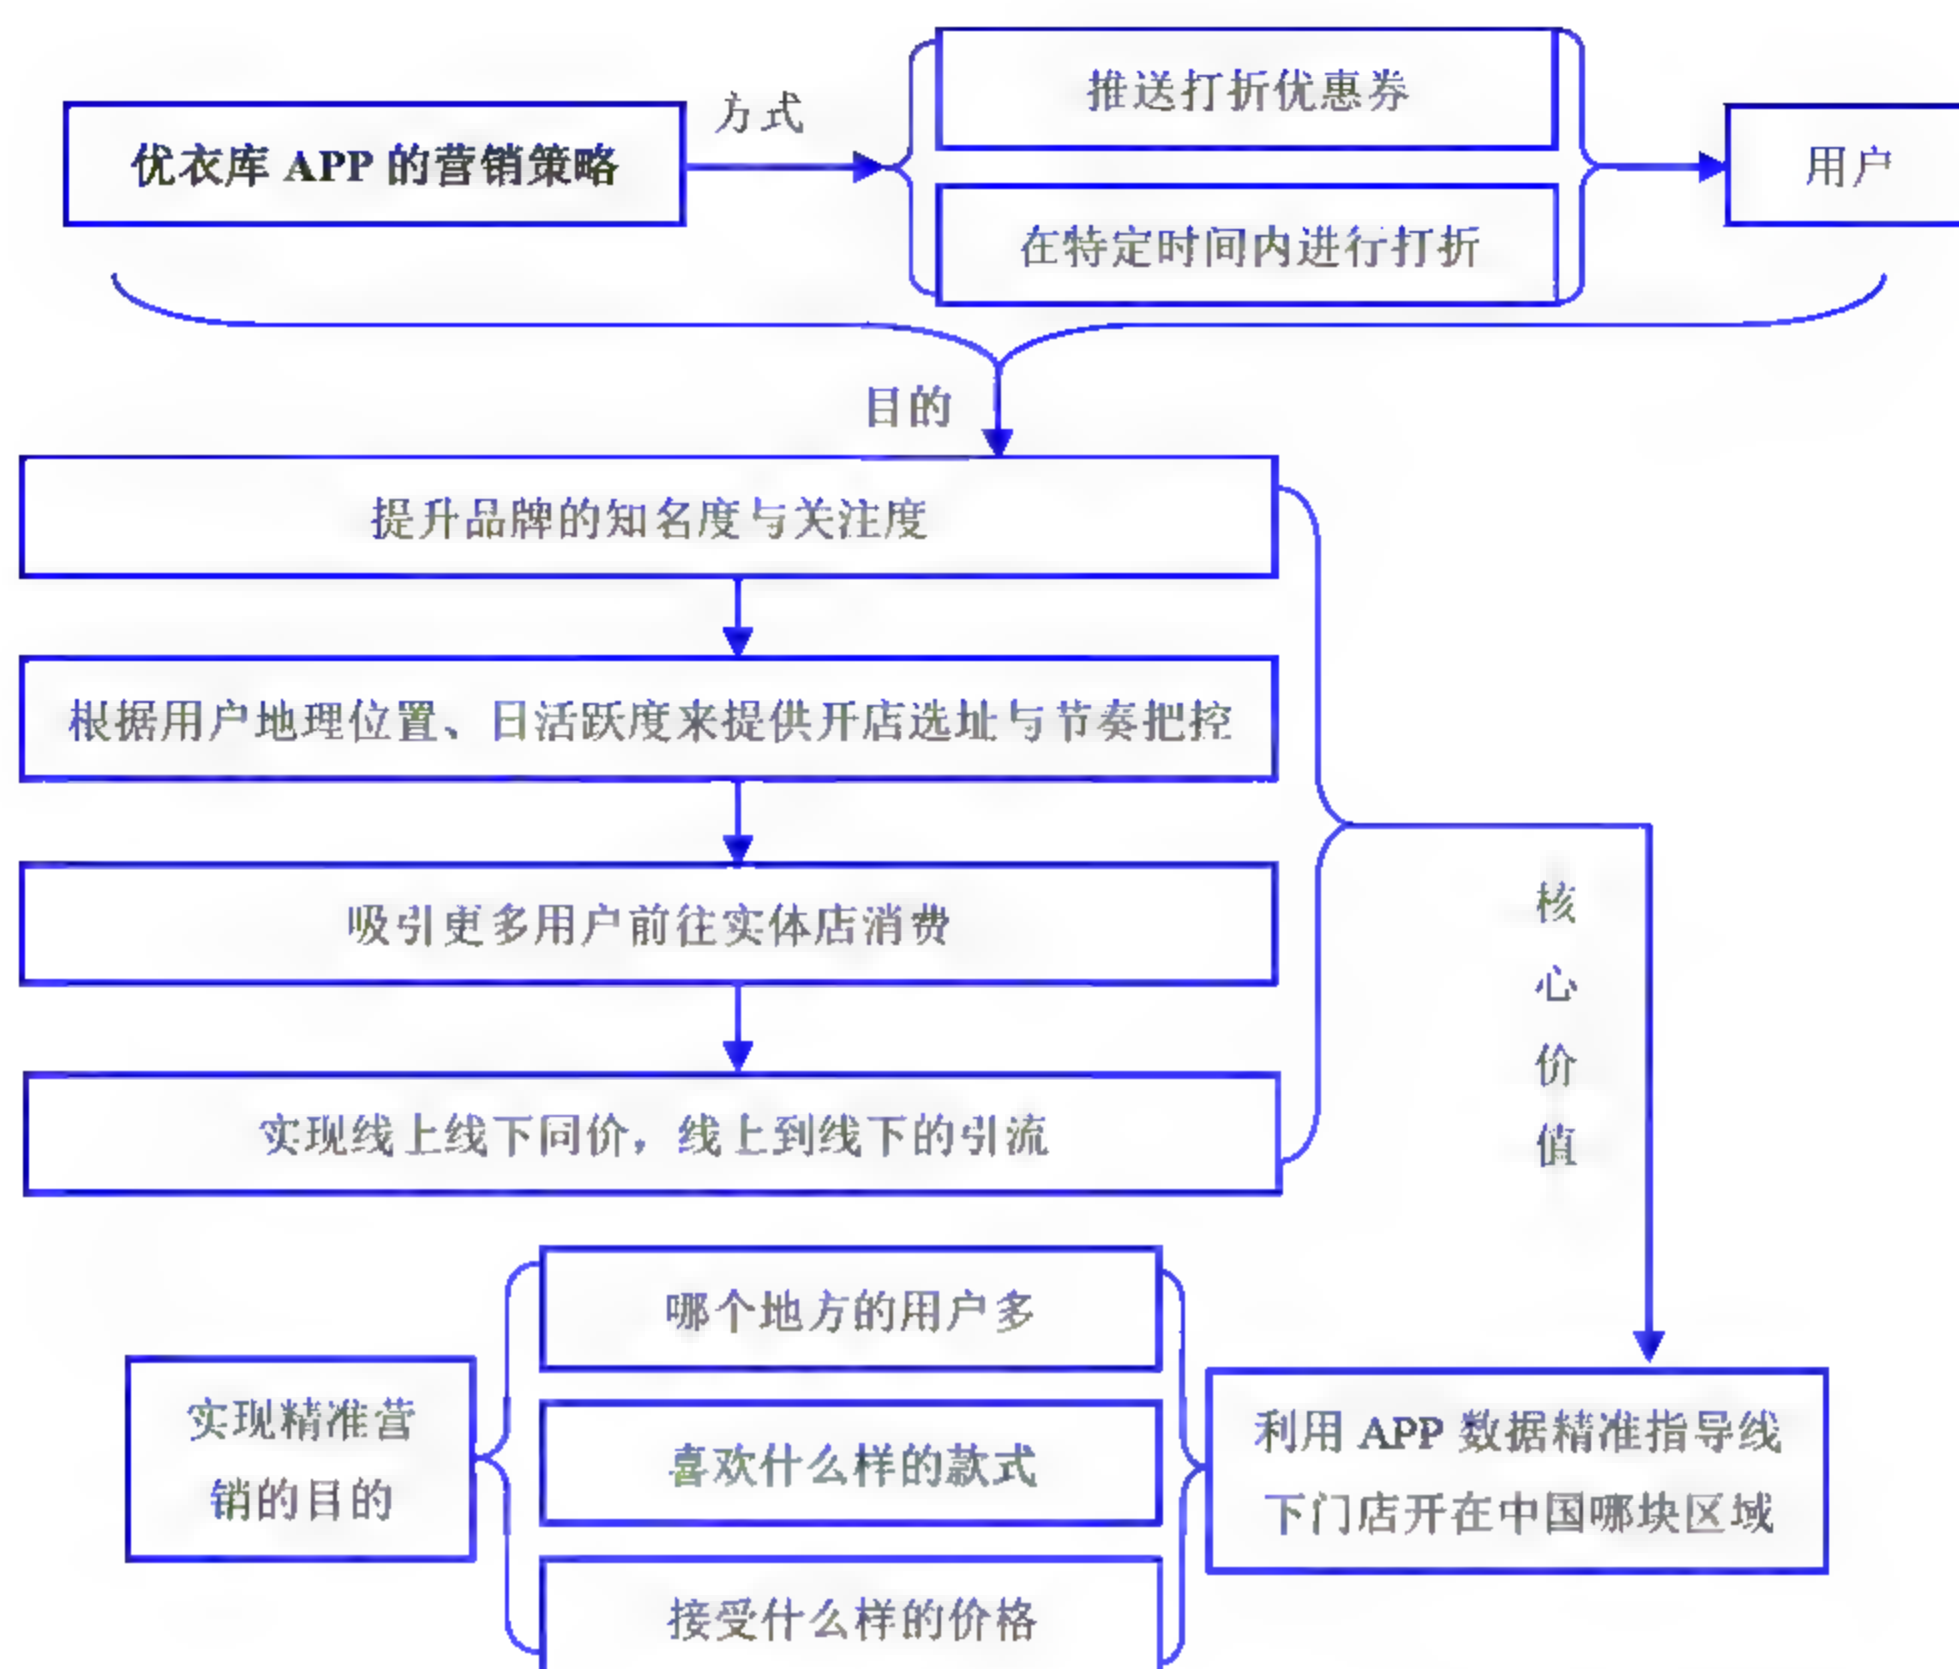 优衣库 APP 的营销策略
方式
推送打折优惠券
在特定时间内进行打折
用户
目的
提升品牌的知名度与关注度
根据用户地理位置、日活跃度来提供开店选址与节奏把控
吸引更多用户前往实体店消费
实现线上线下同价，线上到线下的引流
核
心
价
值
利用 APP 数据精准指导线
下门店开在中国哪块区域
哪个地方的用户多
喜欢什么样的款式
接受什么样的价格
实现精准营
销的目的